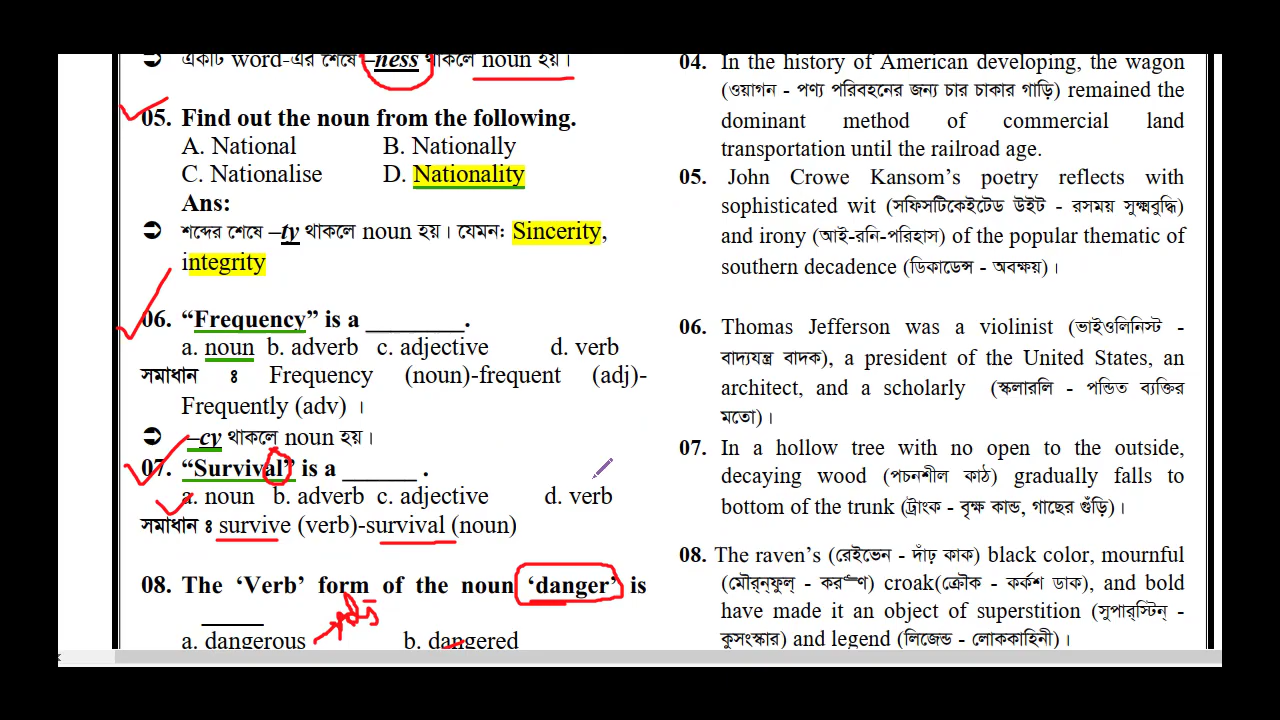 একটি word-এর শেষে –ness থাকলে noun হয়।
05. Find out the noun from the following.
A. National B. Nationally
C. Nationalise D. Nationality
Ans:
➲ শব্দের শেষে –ty থাকলে noun হয়। যেমন: Sincerity,
integrity
06. “Frequency” is a ________.
a. noun b. adverb c. adjective d. verb
সমাধান ঃ Frequency (noun)-frequent (adj)-
Frequently (adv) ।
➲ –cy থাকলে noun হয়।
07. “Survival” is a ______ .
a. noun b. adverb c. adjective d. verb
সমাধান ঃ survive (verb)-survival (noun)
08. The ‘Verb’ form of the noun ‘danger’ is
_____
adj
a. dangerous b. dangered
04. In the history of American developing, the wagon
(ওয়াগন - পণ্য পরিবহনের জন্য চার চাকার গাড়ি) remained the
dominant method of commercial land
transportation until the railroad age.
05. John Crowe Kansom’s poetry reflects with
sophisticated wit (সফিসটিকেইটেড উইট - রসময় সুক্ষ্মবুদ্ধি)
and irony (আই-রনি-পরিহাস) of the popular thematic of
southern decadence (ডিকাডেন্স - অবক্ষয়)।
06. Thomas Jefferson was a violinist (ভাইওলিনিস্ট -
বাদ্যযন্ত্র বাদক), a president of the United States, an
architect, and a scholarly (স্কলারলি - পন্ডিত ব্যক্তির
মতো)।
07. In a hollow tree with no open to the outside,
decaying wood (পচনশীল কাঠ) gradually falls to
bottom of the trunk (ট্রাংক - বৃক্ষ কান্ড, গাছের গুঁড়ি)।
08. The raven’s (রেইভেন - দাঁঢ় কাক) black color, mournful
(মৌর্‌ন্‌ফুল্‌ - করুণ) croak(ক্রৌক - কর্কশ ডাক), and bold
have made it an object of superstition (সুপার্‌স্টিন্‌ -
কুসংস্কার) and legend (লিজেন্ড - লোককাহিনী)।